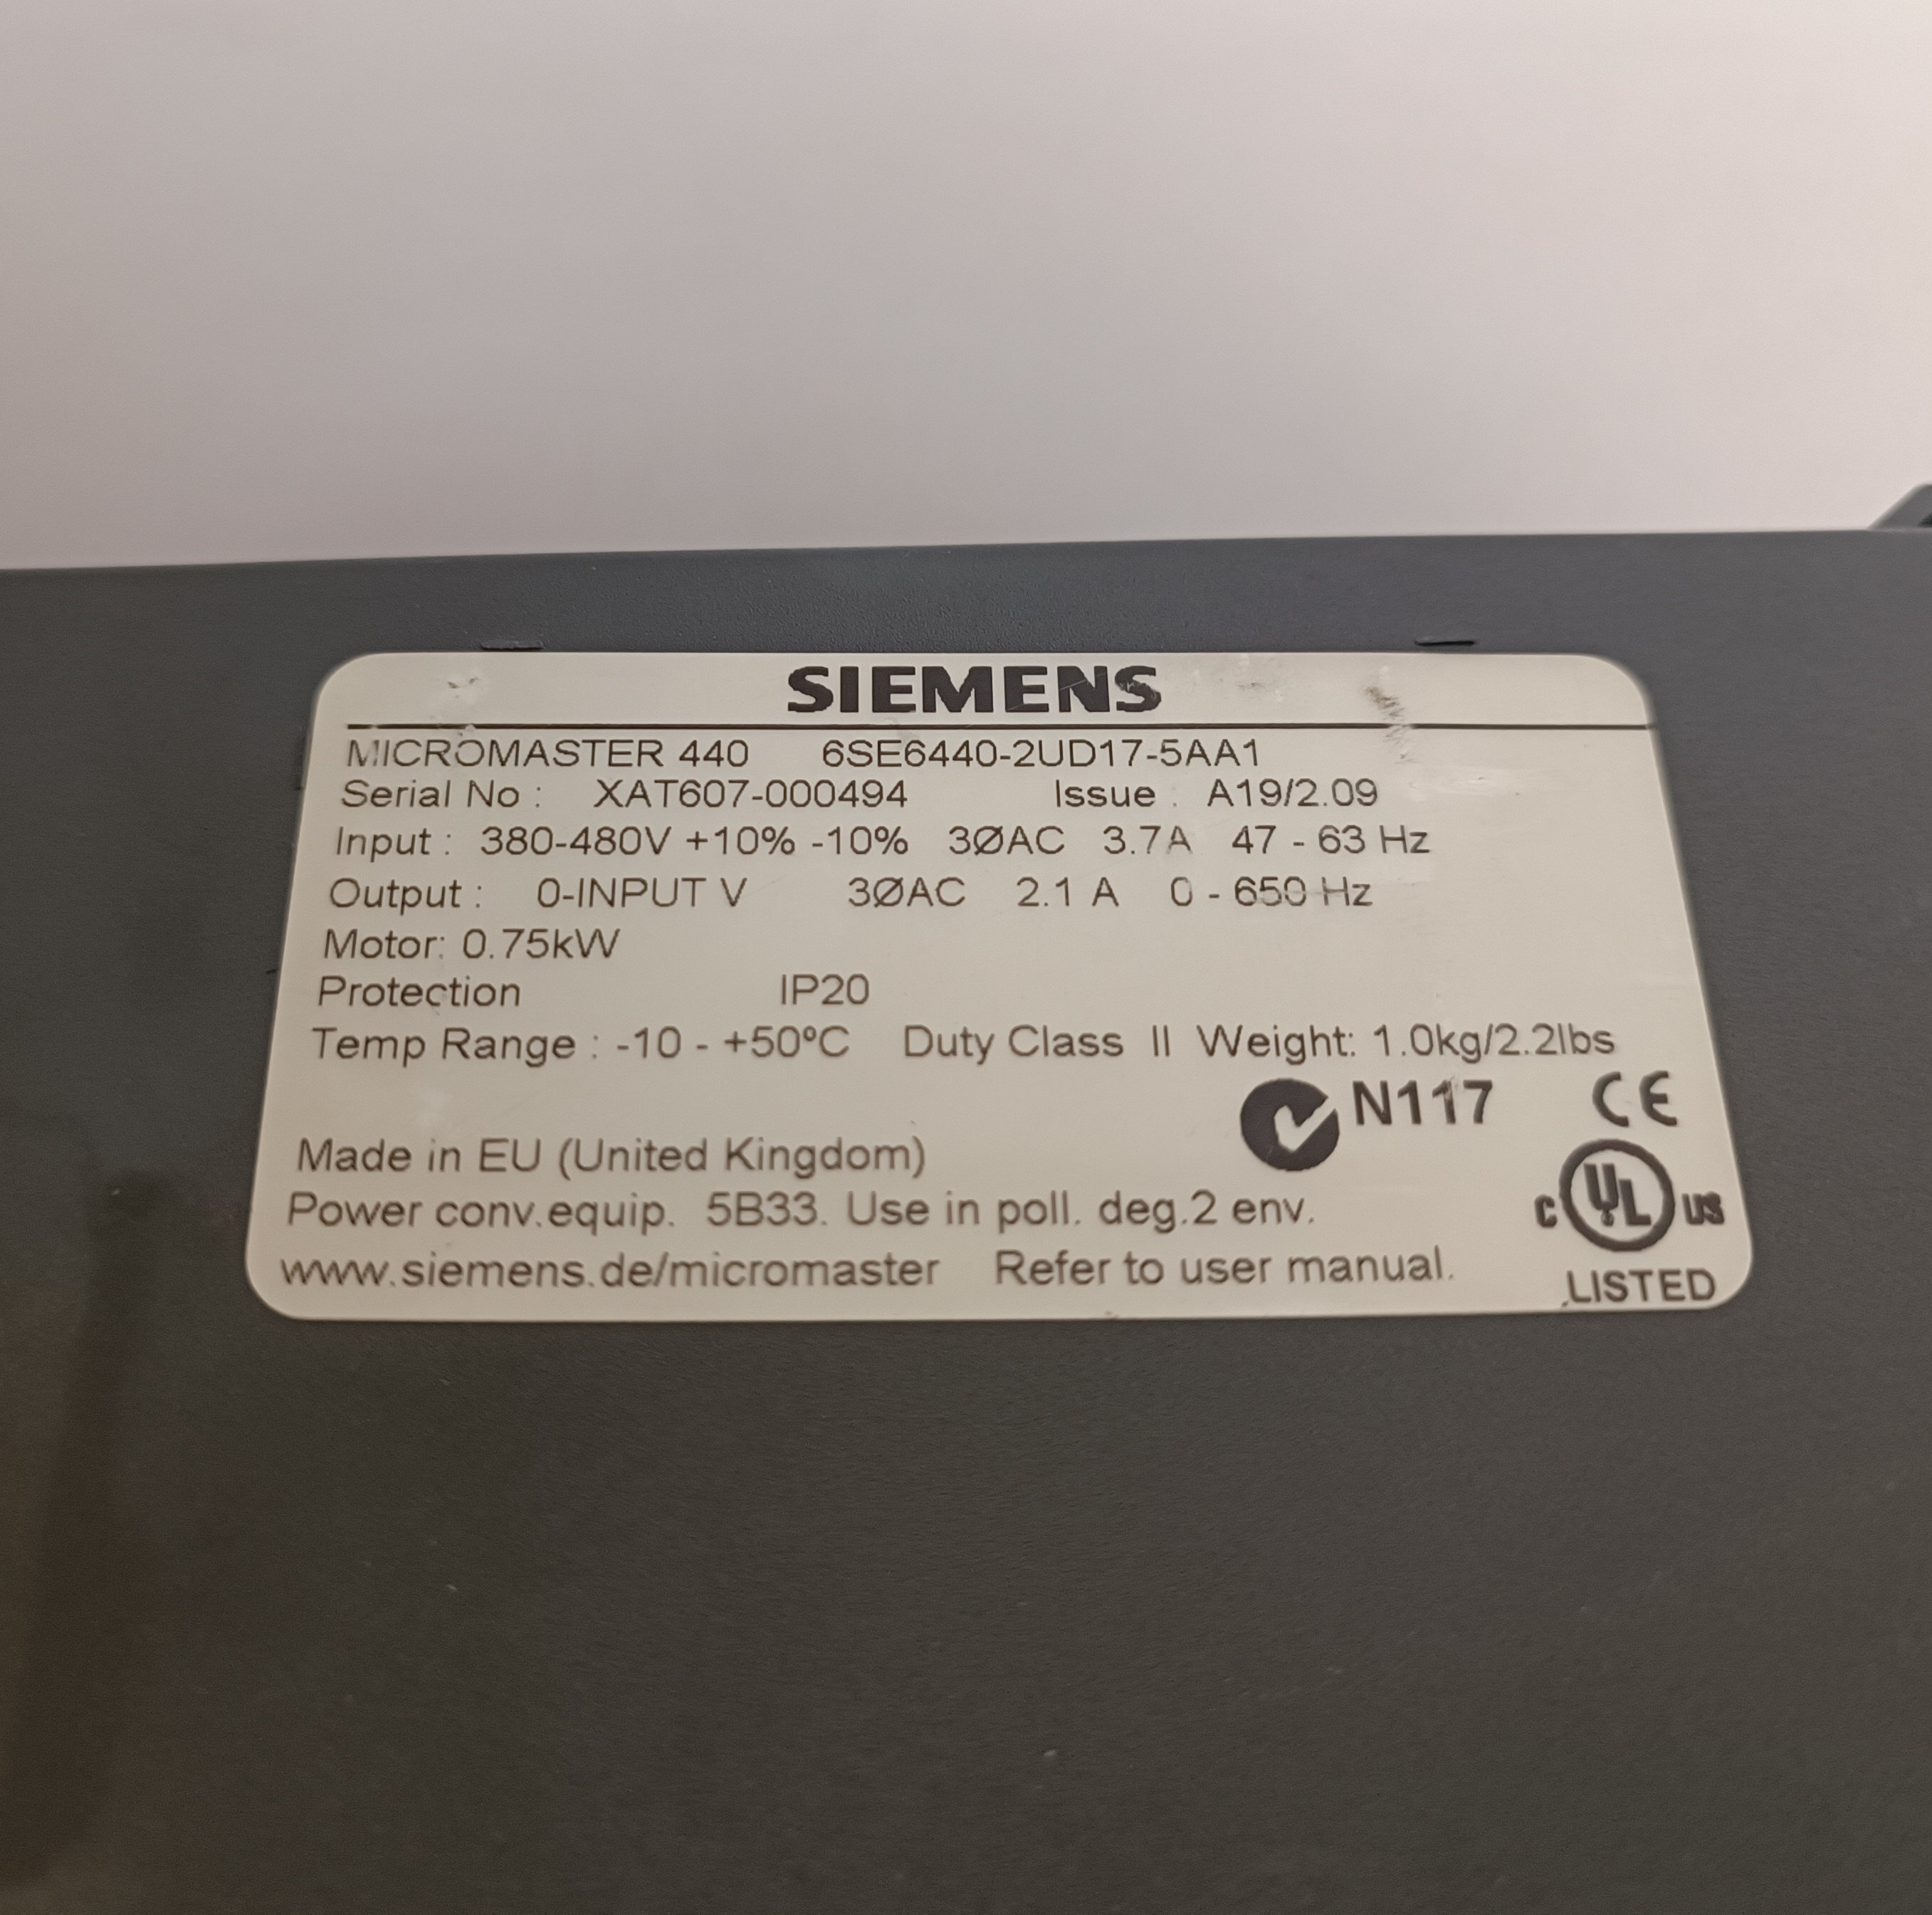 SIEMENS
MICROMASTER 440 6SE6440-2UD17-5AA1
Serial No : XAT607-000494 Issue : A19/2.09
Input : 380-480V +10% -10% 3ØAC 3.7A 47 - 63 Hz
Output : 0-INPUT V 3ØAC 2.1 A 0 - 650 Hz
Motor: 0.75kW
Protection IP20
Temp Range : -10 - +50ºC Duty Class II Weight: 1.0kg/2.2lbs
N117 CE
Made in EU (United Kingdom)
Power conv.equip. 5B33. Use in poll. deg.2 env.
C UL US
www.siemens.de/micromaster Refer to user manual.
LISTED